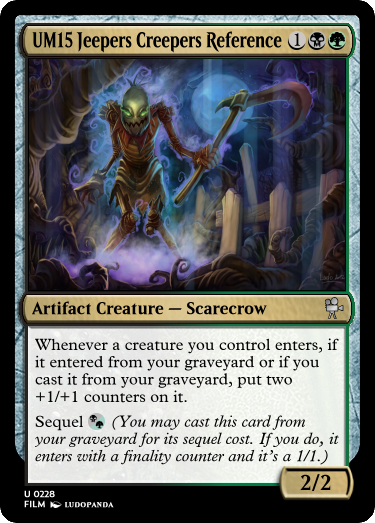 UM15 Jeepers Creepers Reference 1
Artifact Creature — Scarecrow
Whenever a creature you control enters, if
it entered from your graveyard or if you
cast it from your graveyard, put two
+1/+1 counters on it.
Sequel (You may cast this card from
your graveyard for its sequel cost. If you do, it
enters with a finality counter and it's a 1/1.)
2/2
U 0228
FILM LUDOPANDA